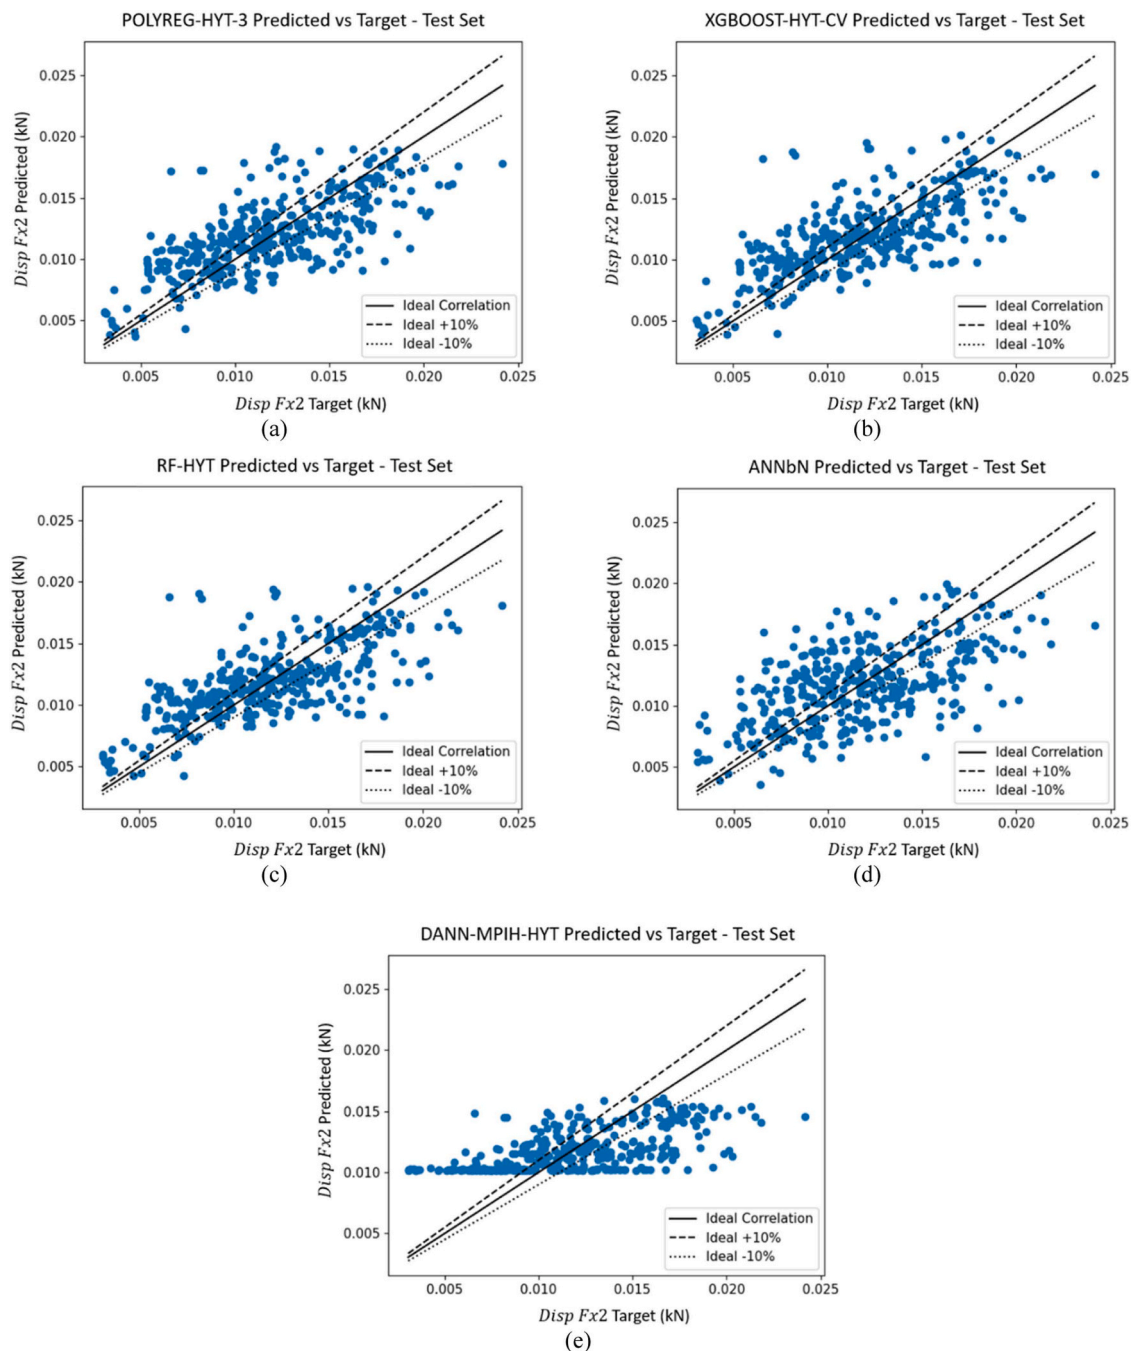 POLYREG-HYT-3 Predicted vs Target - Test Set
0.025
0.020
0.015
0.010
0.005
Disp Fx2 Predicted (kN)
Ideal Correlation
Ideal +10%
Ideal -10%
0.005 0.010 0.015 0.020 0.025
Disp Fx2 Target (kN)
(a)
XGBOOST-HYT-CV Predicted vs Target - Test Set
0.025
0.020
0.015
0.010
0.005
Disp Fx2 Predicted (kN)
Ideal Correlation
Ideal +10%
Ideal -10%
0.005 0.010 0.015 0.020 0.025
Disp Fx2 Target (kN)
(b)
RF-HYT Predicted vs Target - Test Set
0.025
0.020
0.015
0.010
0.005
Disp Fx2 Predicted (kN)
Ideal Correlation
Ideal +10%
Ideal -10%
0.005 0.010 0.015 0.020 0.025
Disp Fx2 Target (kN)
(c)
ANNbN Predicted vs Target - Test Set
0.025
0.020
0.015
0.010
0.005
Disp Fx2 Predicted (kN)
Ideal Correlation
Ideal +10%
Ideal -10%
0.005 0.010 0.015 0.020 0.025
Disp Fx2 Target (kN)
(d)
DANN-MPIH-HYT Predicted vs Target - Test Set
0.025
0.020
0.015
0.010
0.005
Disp Fx2 Predicted (kN)
Ideal Correlation
Ideal +10%
Ideal -10%
0.005 0.010 0.015 0.020 0.025
Disp Fx2 Target (kN)
(e)